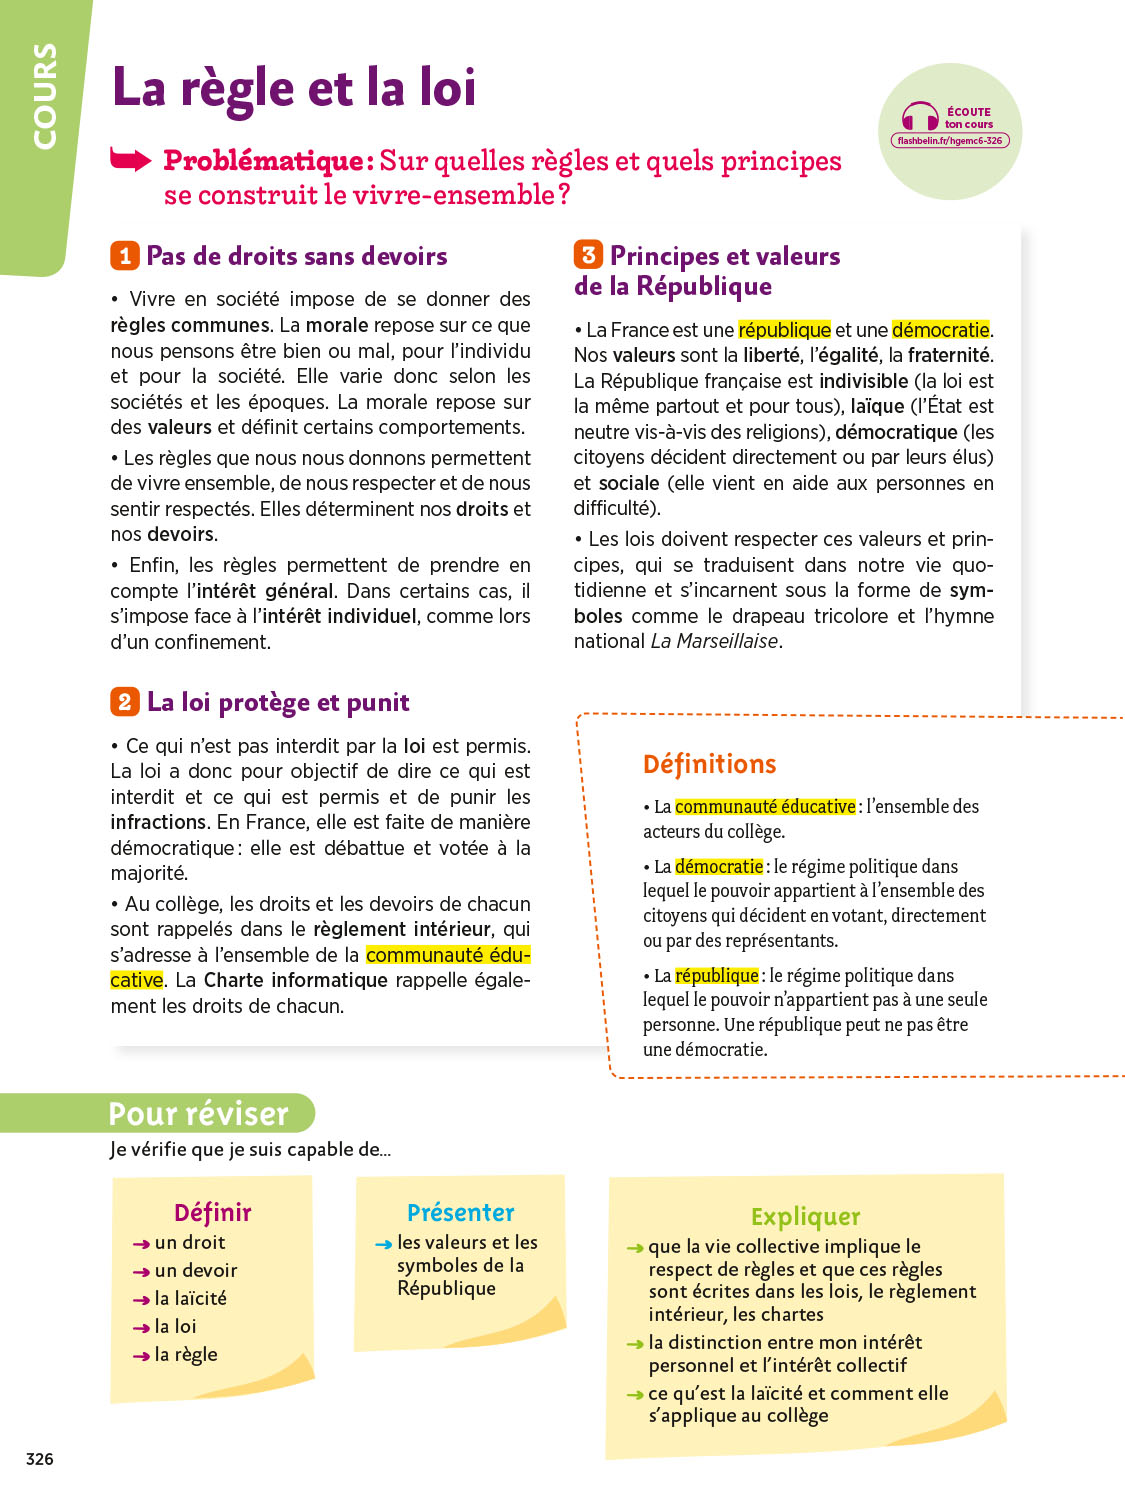 COURS
La règle et la loi
ÉCOUTE
ton cours
flashbelin.fr/hgemc6-326
Problématique : Sur quelles règles et quels principes
se construit le vivre-ensemble ?
1 Pas de droits sans devoirs
• Vivre en société impose de se donner des
règles communes. La morale repose sur ce que
nous pensons être bien ou mal, pour l'individu
et pour la société. Elle varie donc selon les
sociétés et les époques. La morale repose sur
des valeurs et définit certains comportements.
• Les règles que nous nous donnons permettent
de vivre ensemble, de nous respecter et de nous
sentir respectés. Elles déterminent nos droits et
nos devoirs.
• Enfin, les règles permettent de prendre en
compte l'intérêt général. Dans certains cas, il
s'impose face à l'intérêt individuel, comme lors
d'un confinement.
2 La loi protège et punit
• Ce qui n'est pas interdit par la loi est permis.
La loi a donc pour objectif de dire ce qui est
interdit et ce qui est permis et de punir les
infractions. En France, elle est faite de manière
démocratique : elle est débattue et votée à la
majorité.
• Au collège, les droits et les devoirs de chacun
sont rappelés dans le règlement intérieur, qui
s'adresse à l'ensemble de la communauté édu-
cative. La Charte informatique rappelle égale-
ment les droits de chacun.
3 Principes et valeurs
de la République
• La France est une république et une démocratie.
Nos valeurs sont la liberté, l'égalité, la fraternité.
La République française est indivisible (la loi est
la même partout et pour tous), laïque (l'État est
neutre vis-à-vis des religions), démocratique (les
citoyens décident directement ou par leurs élus)
et sociale (elle vient en aide aux personnes en
difficulté).
• Les lois doivent respecter ces valeurs et prin-
cipes, qui se traduisent dans notre vie quo-
tidienne et s'incarnent sous la forme de sym-
boles comme le drapeau tricolore et l'hymne
national La Marseillaise.
Définitions
• La communauté éducative : l'ensemble des
acteurs du collège.
• La démocratie : le régime politique dans
lequel le pouvoir appartient à l'ensemble des
citoyens qui décident en votant, directement
ou par des représentants.
• La république : le régime politique dans
lequel le pouvoir n'appartient pas à une seule
personne. Une république peut ne pas être
une démocratie.
Pour réviser
Je vérifie que je suis capable de...
Définir
→ un droit
→ un devoir
→ la laïcité
→ la loi
→ la règle
Présenter
→ les valeurs et les
symboles de la
République
Expliquer
→ que la vie collective implique le
respect de règles et que ces règles
sont écrites dans les lois, le règlement
intérieur, les chartes
→ la distinction entre mon intérêt
personnel et l'intérêt collectif
→ ce qu'est la laïcité et comment elle
s'applique au collège
326